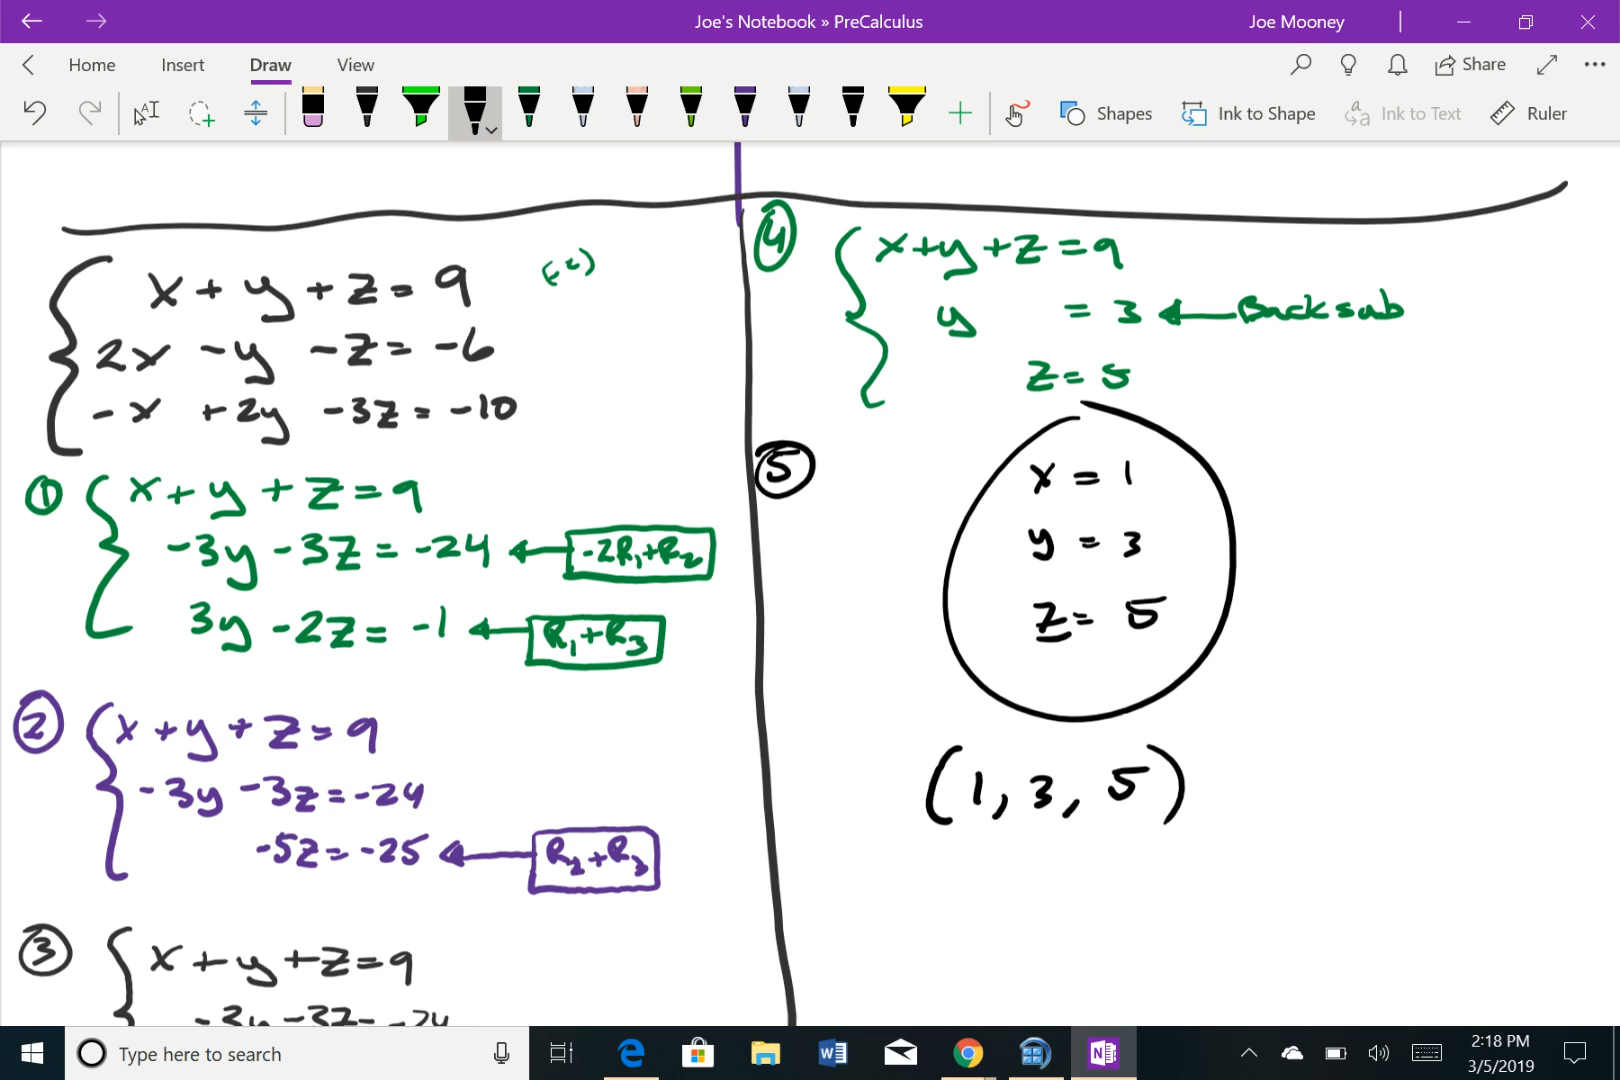 Joe's Notebook » PreCalculus
Joe Mooney
Home Insert Draw View
Share
Shapes Ink to Shape Ink to Text Ruler
x + y + z = 9
2x - y - z = -6
-x + 2y - 3z = -10
① x + y + z = 9
-3y - 3z = -24 ← -2R₁+R₂
3y - 2z = -1 ← R₁+R₃
② x + y + z = 9
-3y - 3z = -24
-5z = -25 ← R₂+R₃
③ x + y + z = 9
-3y - 3z = -24
④ x + y + z = 9
y = 3 ← Back sub
z = 5
⑤ x = 1
y = 3
z = 5
(1, 3, 5)
Type here to search
2:18 PM
3/5/2019